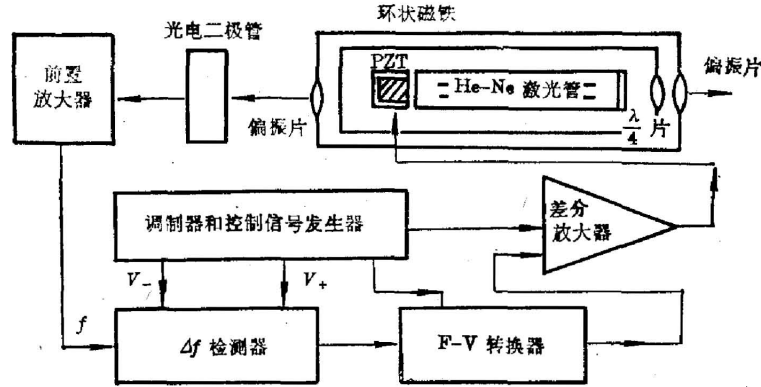 环状磁铁
光电二极管
前置
放大器
PZT
He-Ne 激光管
偏振片
偏振片
λ/4 片
调制器和控制信号发生器
差分
放大器
V−
V+
f
Δf 检测器
F-V 转换器